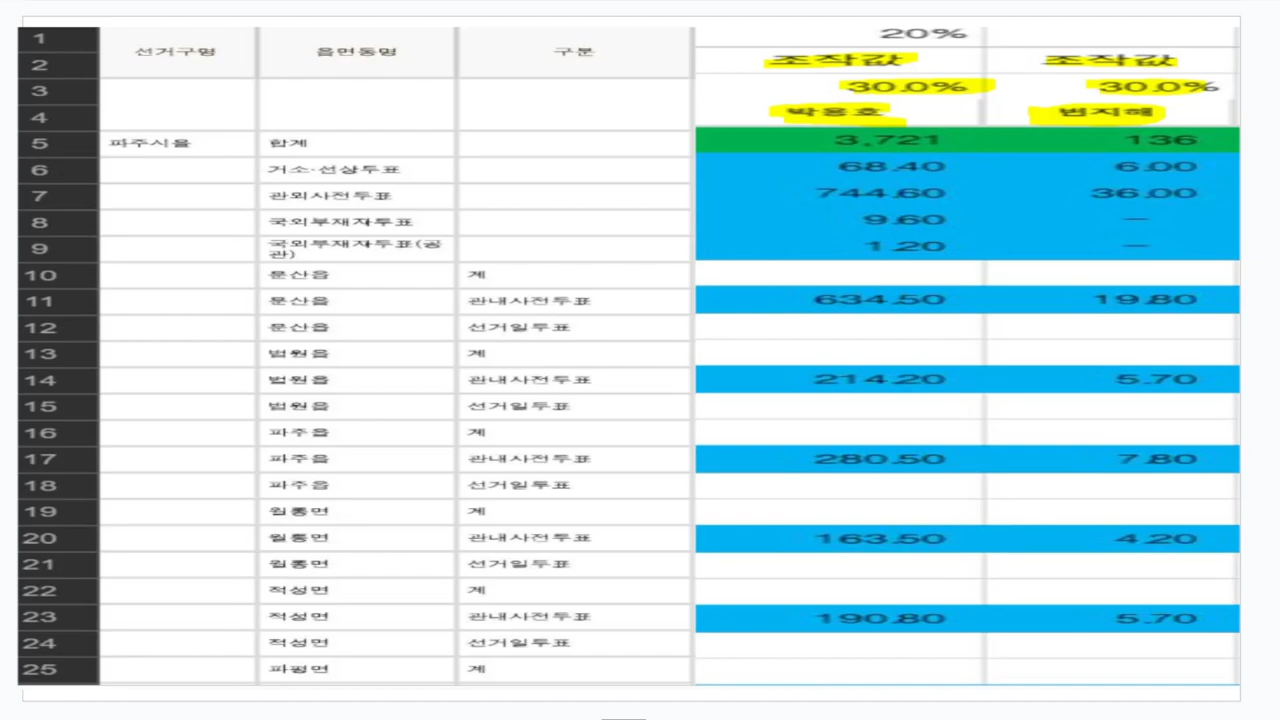 20%
1 선거구명 읍면동명 구분
2 조작값 조작값
3 30.0% 30.0%
4 박용호 번지해
5 파주시을 합계 3,721 136
6 거소·선상투표 68.40 6.00
7 관외사전투표 744.60 36.00
8 국외부재자투표 9.60 –
9 국외부재자투표(공관) 1.20 –
10 문산읍 계
11 문산읍 관내사전투표 634.50 19.80
12 문산읍 선거일투표
13 법원읍 계
14 법원읍 관내사전투표 214.20 5.70
15 법원읍 선거일투표
16 파주읍 계
17 파주읍 관내사전투표 280.50 7.80
18 파주읍 선거일투표
19 월롱면 계
20 월롱면 관내사전투표 163.50 4.20
21 월롱면 선거일투표
22 적성면 계
23 적성면 관내사전투표 190.80 5.70
24 적성면 선거일투표
25 파평면 계